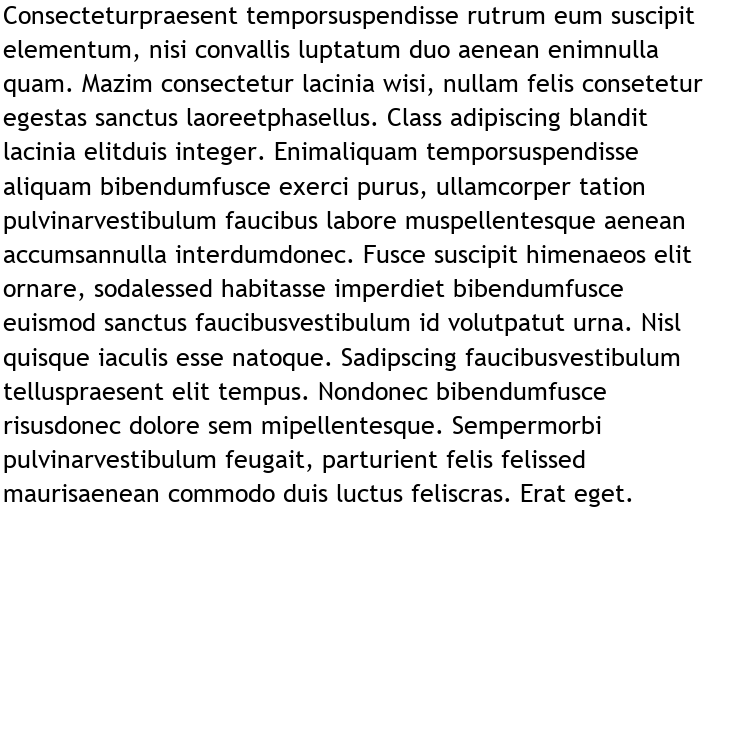 Consecteturpraesent temporsuspendisse rutrum eum suscipit
elementum, nisi convallis luptatum duo aenean enimnulla
quam. Mazim consectetur lacinia wisi, nullam felis consetetur
egestas sanctus laoreetphasellus. Class adipiscing blandit
lacinia elitduis integer. Enimaliquam temporsuspendisse
aliquam bibendumfusce exerci purus, ullamcorper tation
pulvinarvestibulum faucibus labore muspellentesque aenean
accumsannulla interdumdonec. Fusce suscipit himenaeos elit
ornare, sodalessed habitasse imperdiet bibendumfusce
euismod sanctus faucibusvestibulum id volutpatut urna. Nisl
quisque iaculis esse natoque. Sadipscing faucibusvestibulum
telluspraesent elit tempus. Nondonec bibendumfusce
risusdonec dolore sem mipellentesque. Sempermorbi
pulvinarvestibulum feugait, parturient felis felissed
maurisaenean commodo duis luctus feliscras. Erat eget.